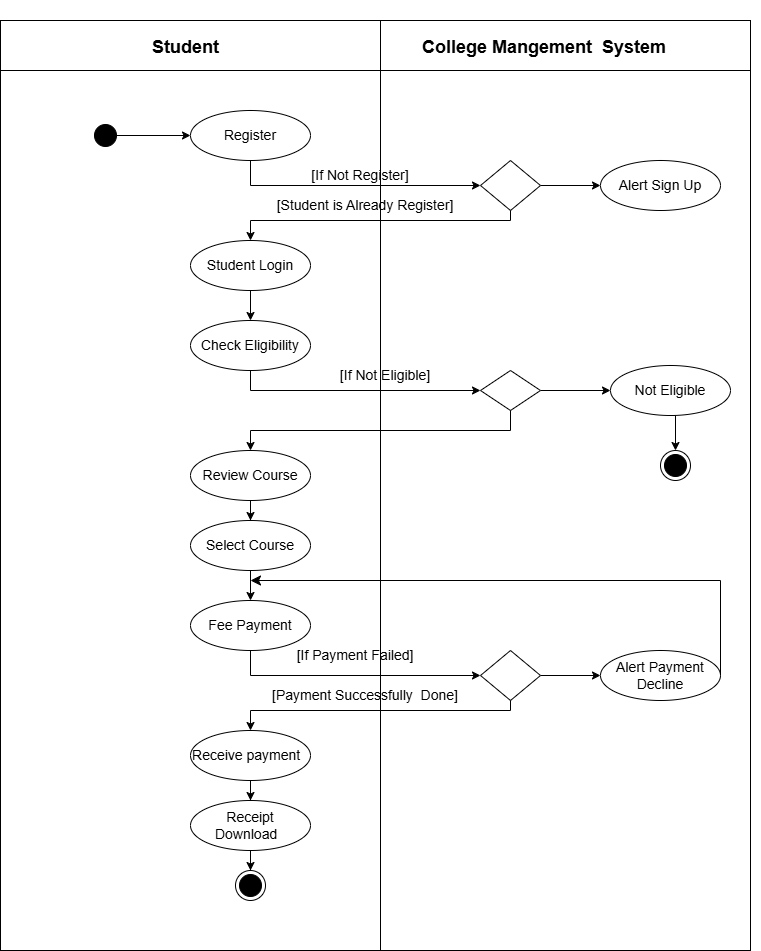 Student
College Mangement  System
Register
[If Not Register]
Alert Sign Up
[Student is Already Register]
Student Login
Check Eligibility
[If Not Eligible]
Not Eligible
Review Course
Select Course
Fee Payment
[If Payment Failed]
Alert Payment
Decline
[Payment Successfully  Done]
Receive payment
Receipt
Download